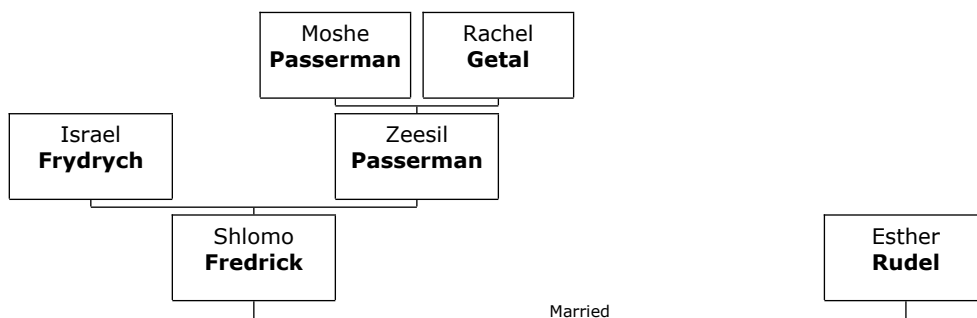 Moshe
Passerman
Rachel
Getal
Israel
Frydrych
Zeesil
Passerman
Shlomo
Fredrick
Esther
Rudel
Married